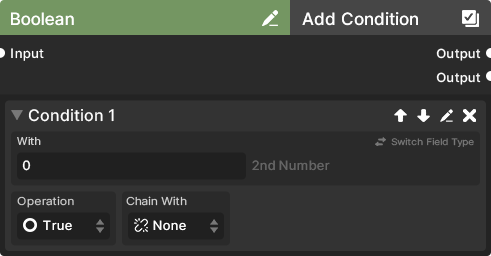 Boolean
Add Condition
Input
Output
Output
Condition 1
With
Switch Field Type
0
2nd Number
Operation
Chain With
True
None